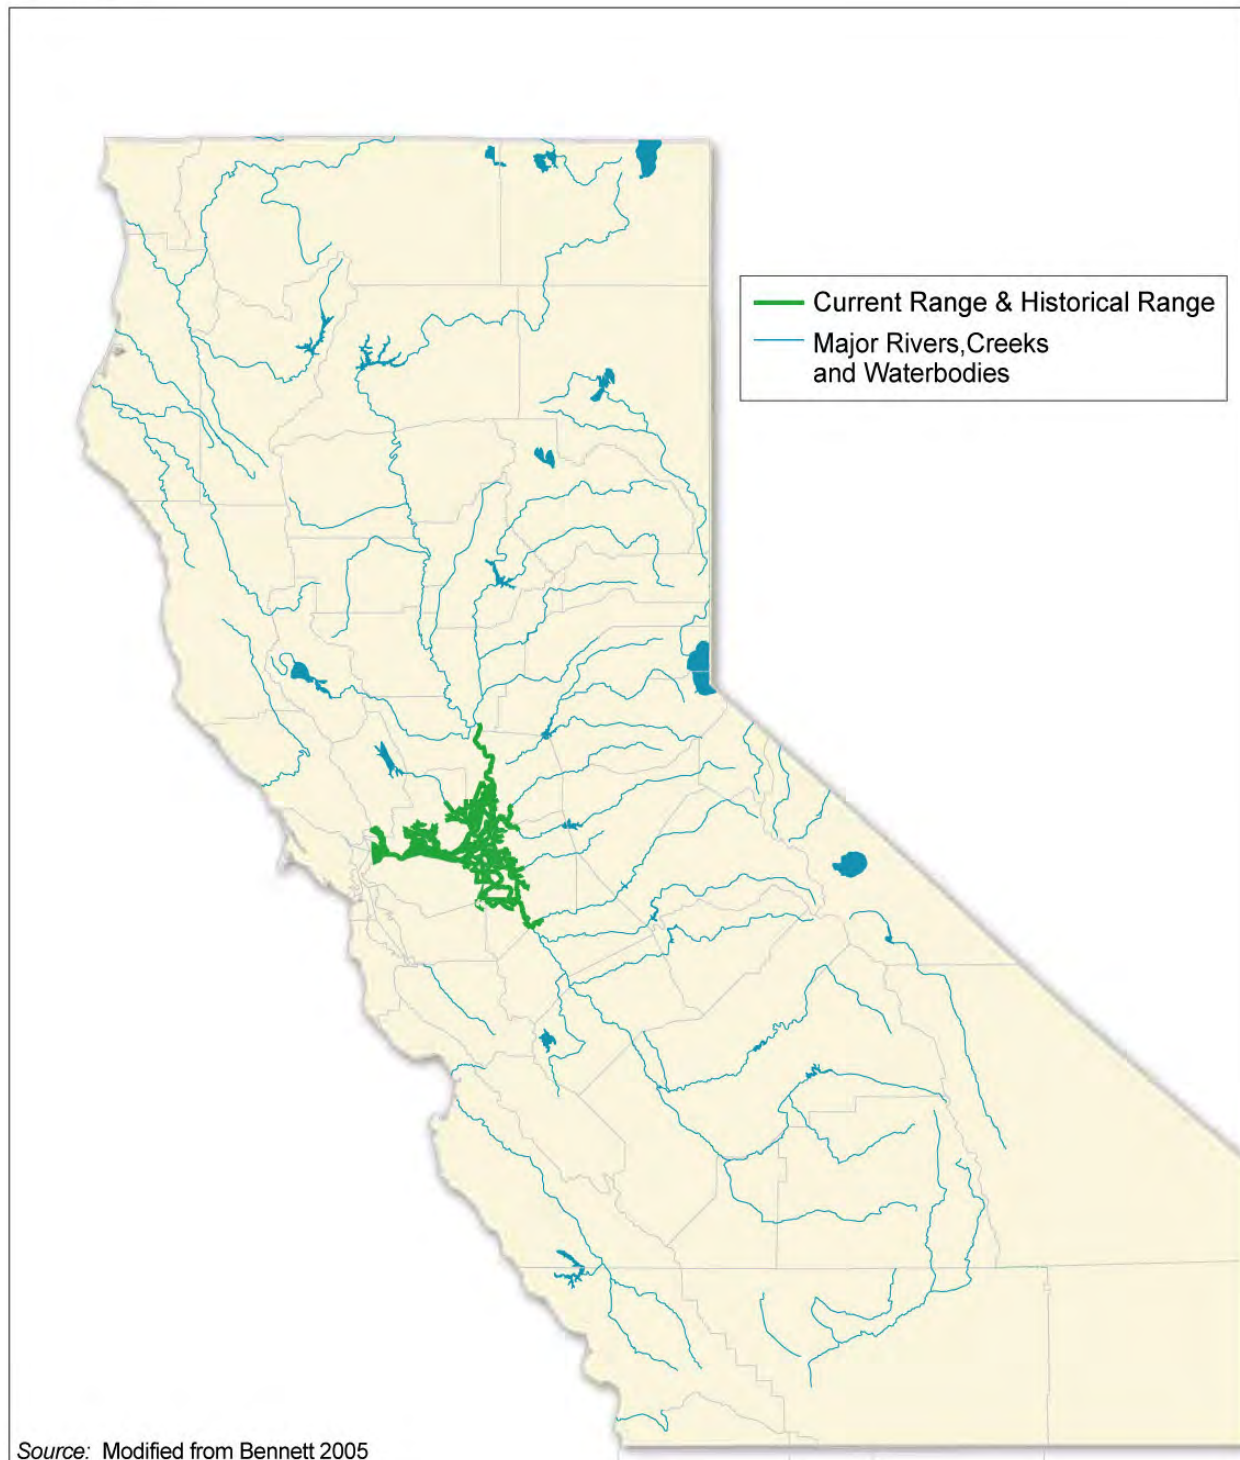 Current Range & Historical Range
Major Rivers,Creeks
and Waterbodies
Source: Modified from Bennett 2005